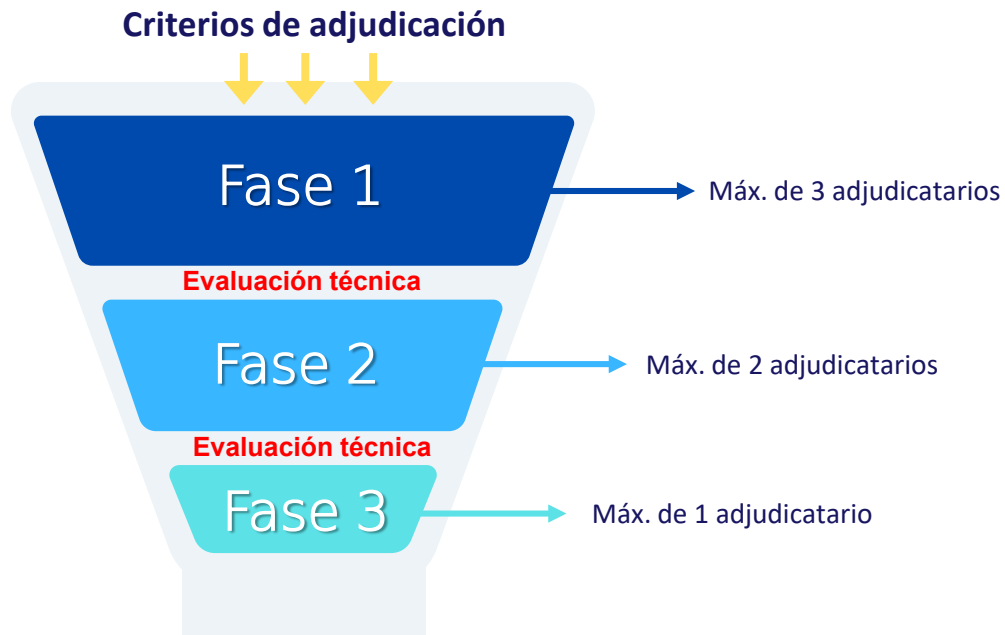 Criterios de adjudicación
Fase 1
Máx. de 3 adjudicatarios
Evaluación técnica
Fase 2
Máx. de 2 adjudicatarios
Evaluación técnica
Fase 3
Máx. de 1 adjudicatario